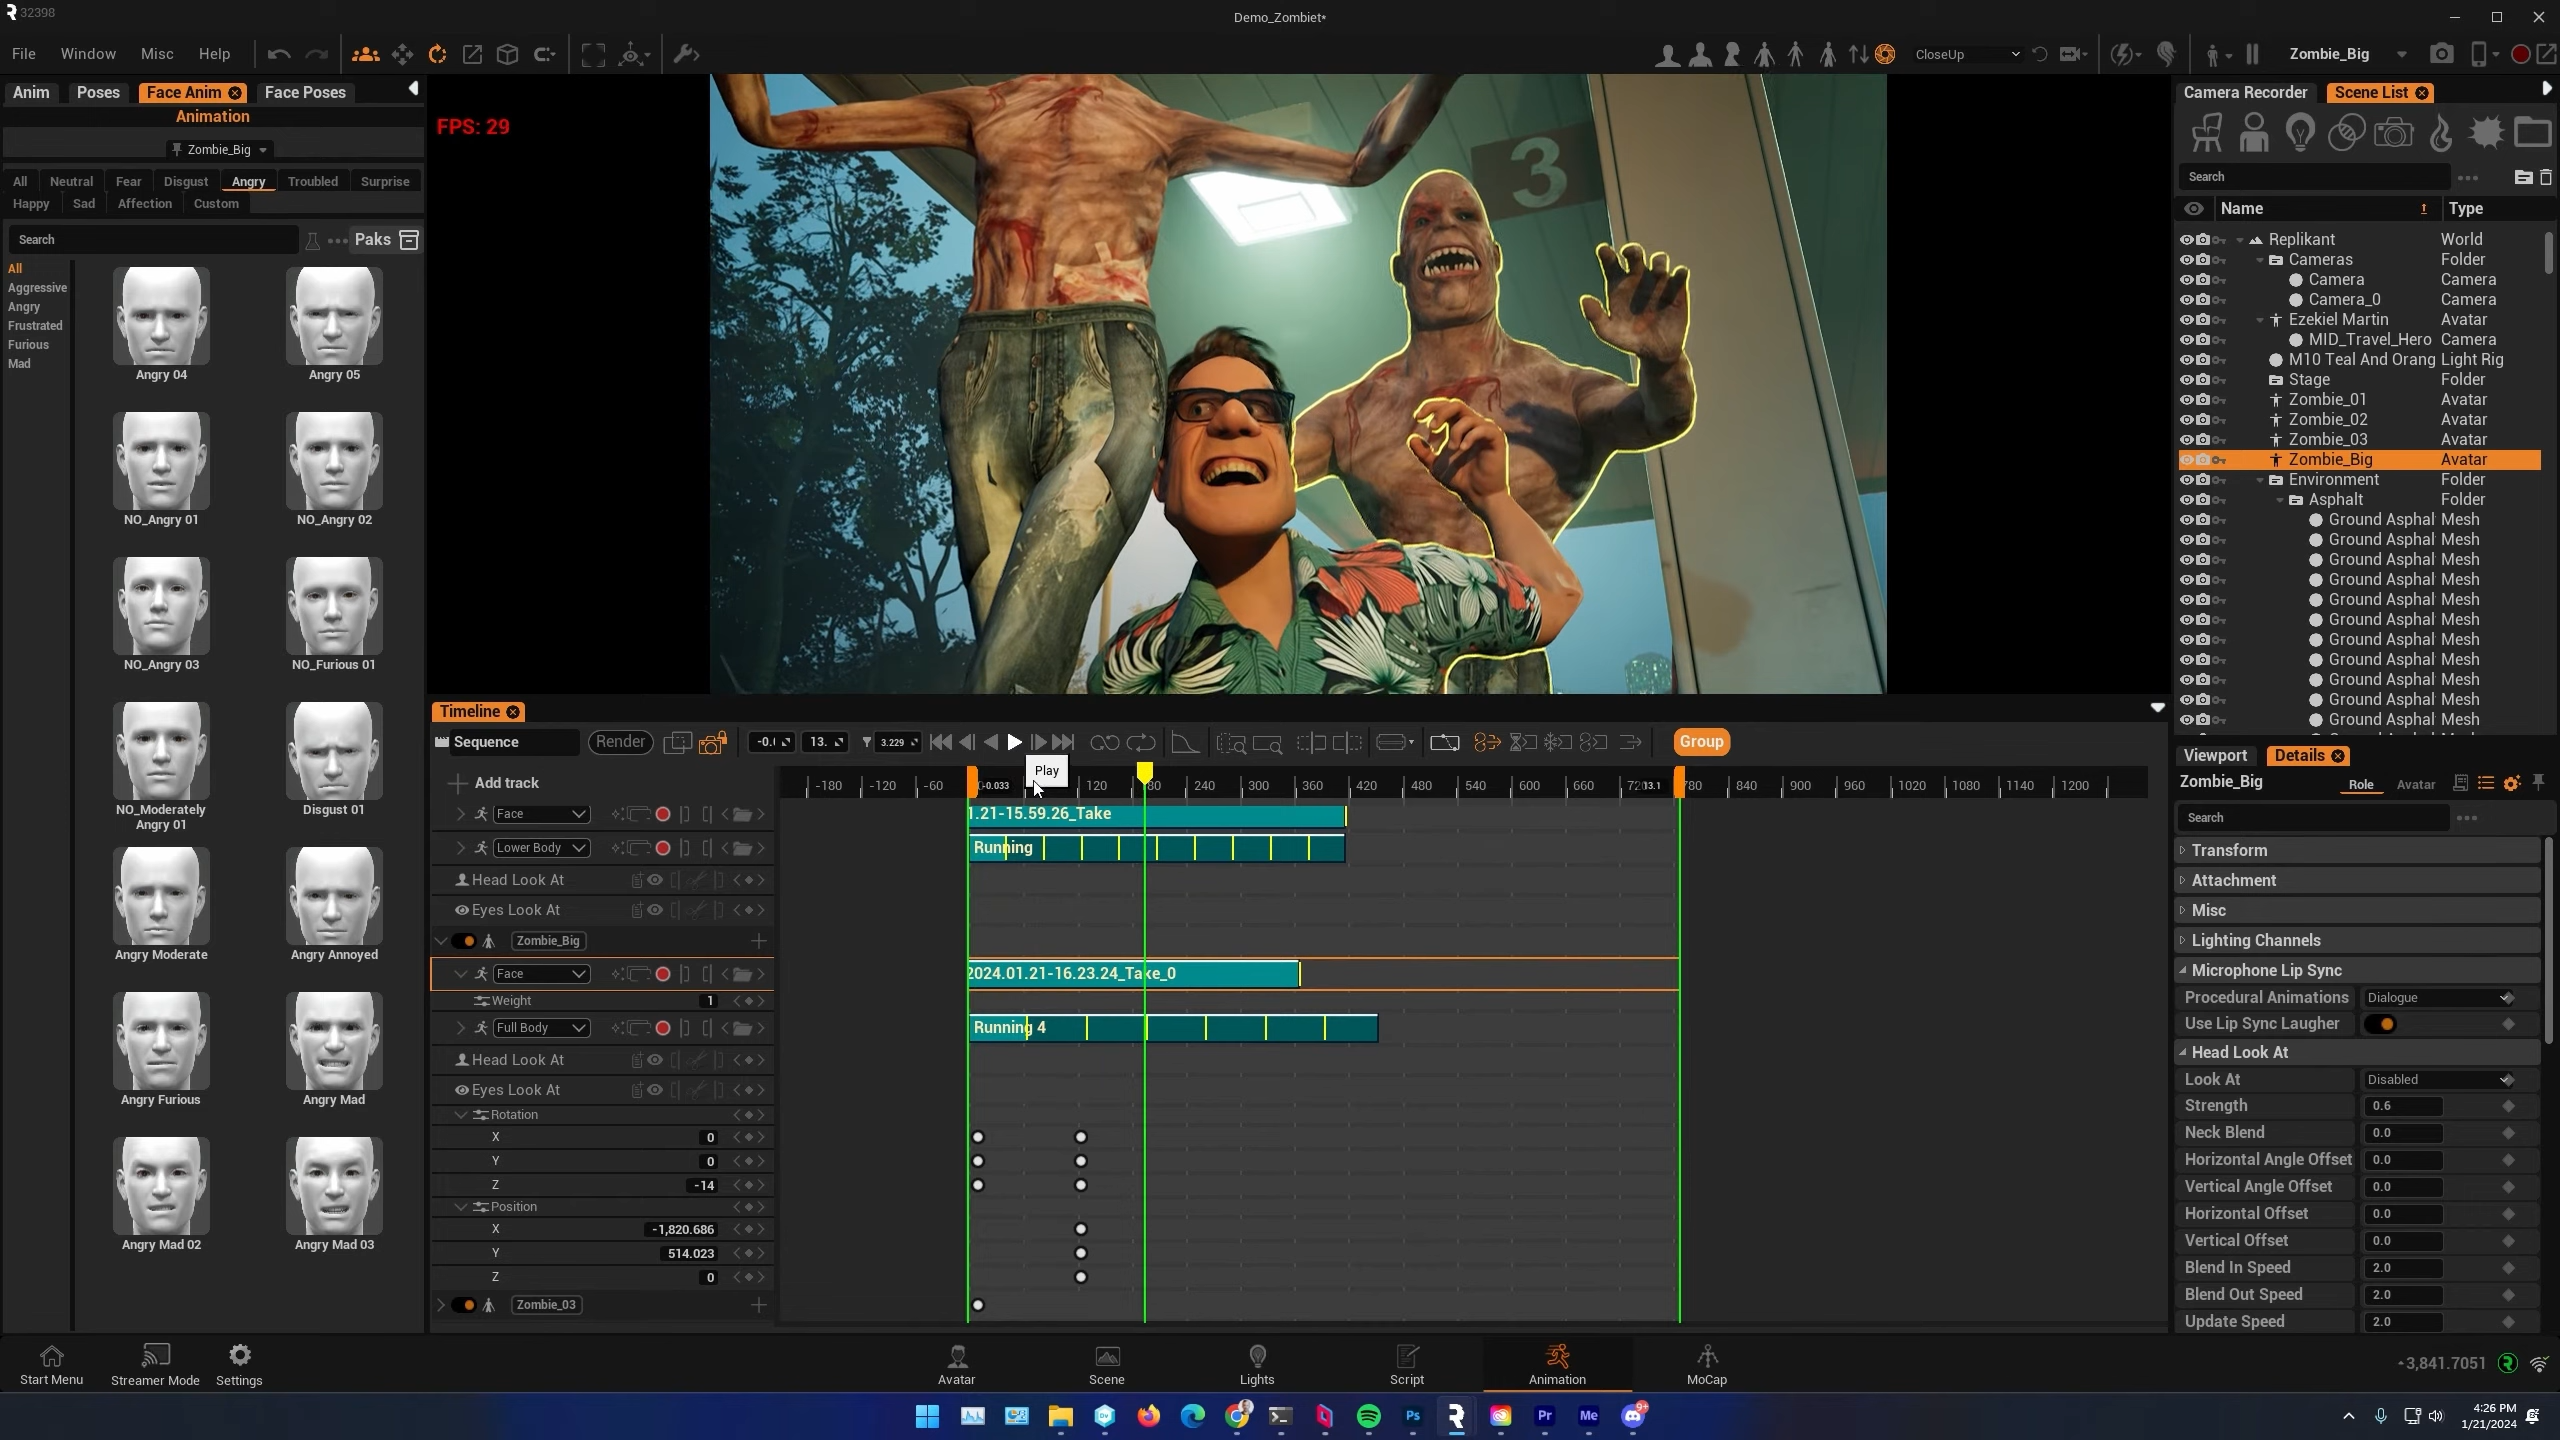 32398
Demo_Zombiet*
File Window Misc Help
CloseUp
Zombie_Big
Anim Poses Face Anim Face Poses
Animation
Zombie_Big
All Neutral Fear Disgust Angry Troubled Surprise
Happy Sad Affection Custom
Search
Paks
All
Aggressive
Angry
Frustrated
Furious
Mad
Angry 04 Angry 05
NO_Angry 01 NO_Angry 02
NO_Angry 03 NO_Furious 01
NO_Moderately Disgust 01
Angry 01
Angry Moderate Angry Annoyed
Angry Furious Angry Mad
Angry Mad 02 Angry Mad 03
FPS: 29
3
Camera Recorder Scene List
Search
Name Type
Replikant World
Cameras Folder
Camera Camera
Camera_0 Camera
Ezekiel Martin Avatar
MID_Travel_Hero Camera
M10 Teal And Orang Light Rig
Stage Folder
Zombie_01 Avatar
Zombie_02 Avatar
Zombie_03 Avatar
Zombie_Big Avatar
Environment Folder
Asphalt Folder
Ground Asphal Mesh
Ground Asphal Mesh
Ground Asphal Mesh
Ground Asphal Mesh
Ground Asphal Mesh
Ground Asphal Mesh
Ground Asphal Mesh
Ground Asphal Mesh
Ground Asphal Mesh
Ground Asphal Mesh
Ground Asphal Mesh
Timeline
Sequence Render 13. 3.229 Group
Play
Add track
-180 -120 -60 -0.033 120 80 240 300 360 420 480 540 600 660 72 13.1 780 840 900 960 1020 1080 1140 1200
Face 1.21-15.59.26_Take
Lower Body Running
Head Look At
Eyes Look At
Zombie_Big
Face 2024.01.21-16.23.24_Take_0
Weight 1
Full Body Running 4
Head Look At
Eyes Look At
Rotation
X 0
Y 0
Z -14
Position
X -1,820.686
Y 514.023
Z 0
Zombie_03
Viewport Details
Zombie_Big Role Avatar
Search
Transform
Attachment
Misc
Lighting Channels
Microphone Lip Sync
Procedural Animations Dialogue
Use Lip Sync Laugher
Head Look At
Look At Disabled
Strength 0.6
Neck Blend 0.0
Horizontal Angle Offset 0.0
Vertical Angle Offset 0.0
Horizontal Offset 0.0
Vertical Offset 0.0
Blend In Speed 2.0
Blend Out Speed 2.0
Update Speed 2.0
Start Menu Streamer Mode Settings
Avatar Scene Lights Script Animation MoCap
3,841.7051
Ps Pr Me 9+
4:26 PM
1/21/2024